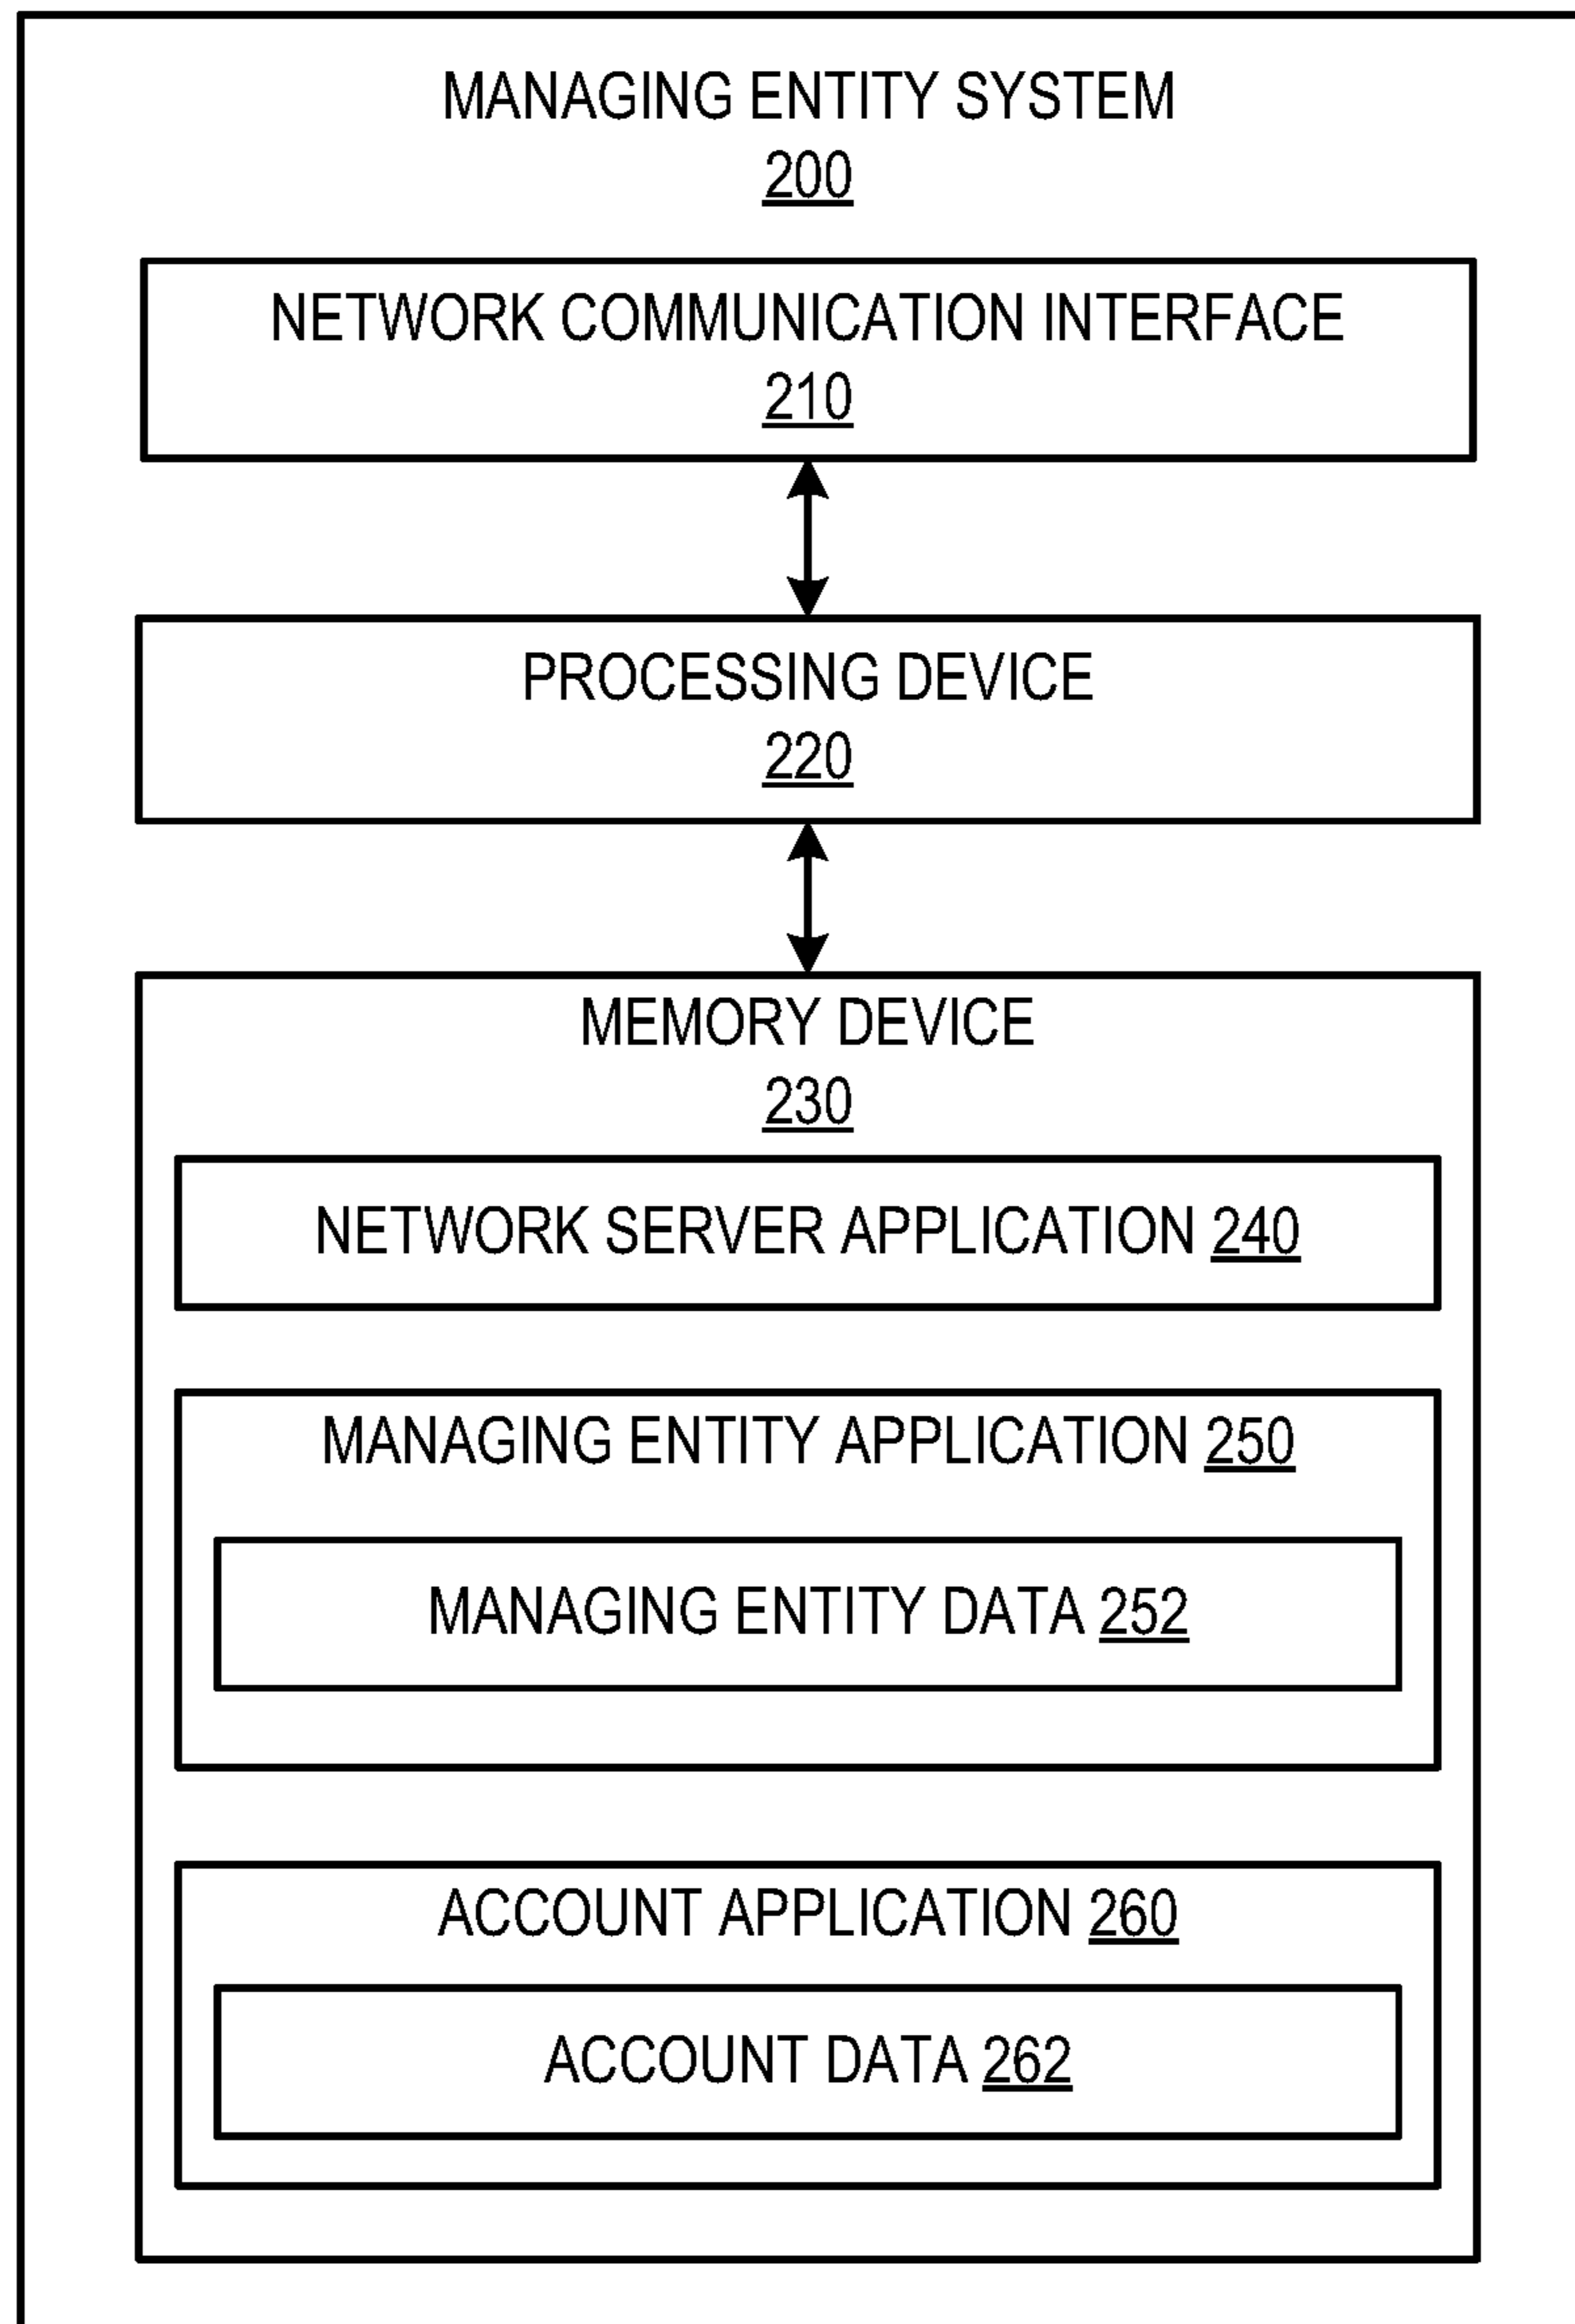 MANAGING ENTITY SYSTEM
200
NETWORK COMMUNICATION INTERFACE
210
PROCESSING DEVICE
220
MEMORY DEVICE
230
NETWORK SERVER APPLICATION 240
MANAGING ENTITY APPLICATION 250
MANAGING ENTITY DATA 252
ACCOUNT APPLICATION 260
ACCOUNT DATA 262